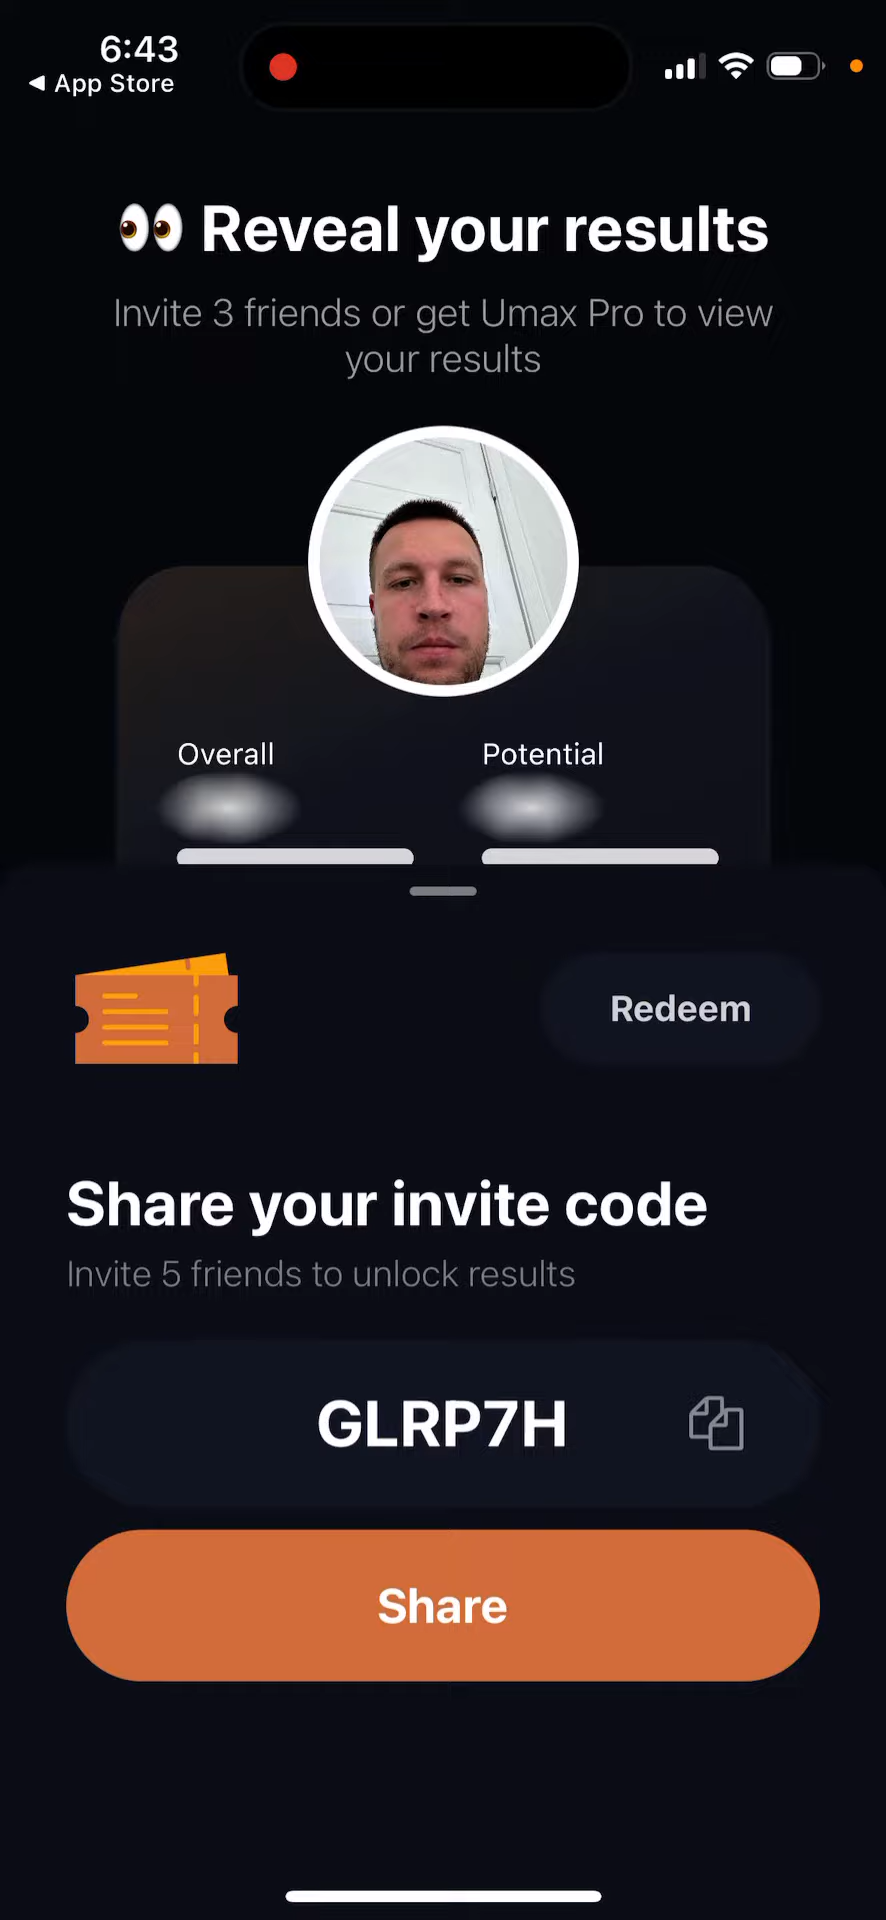 6:43
◀ App Store
👀 Reveal your results
Invite 3 friends or get Umax Pro to view
your results
Overall
Potential
Redeem
Share your invite code
Invite 5 friends to unlock results
GLRP7H
Share